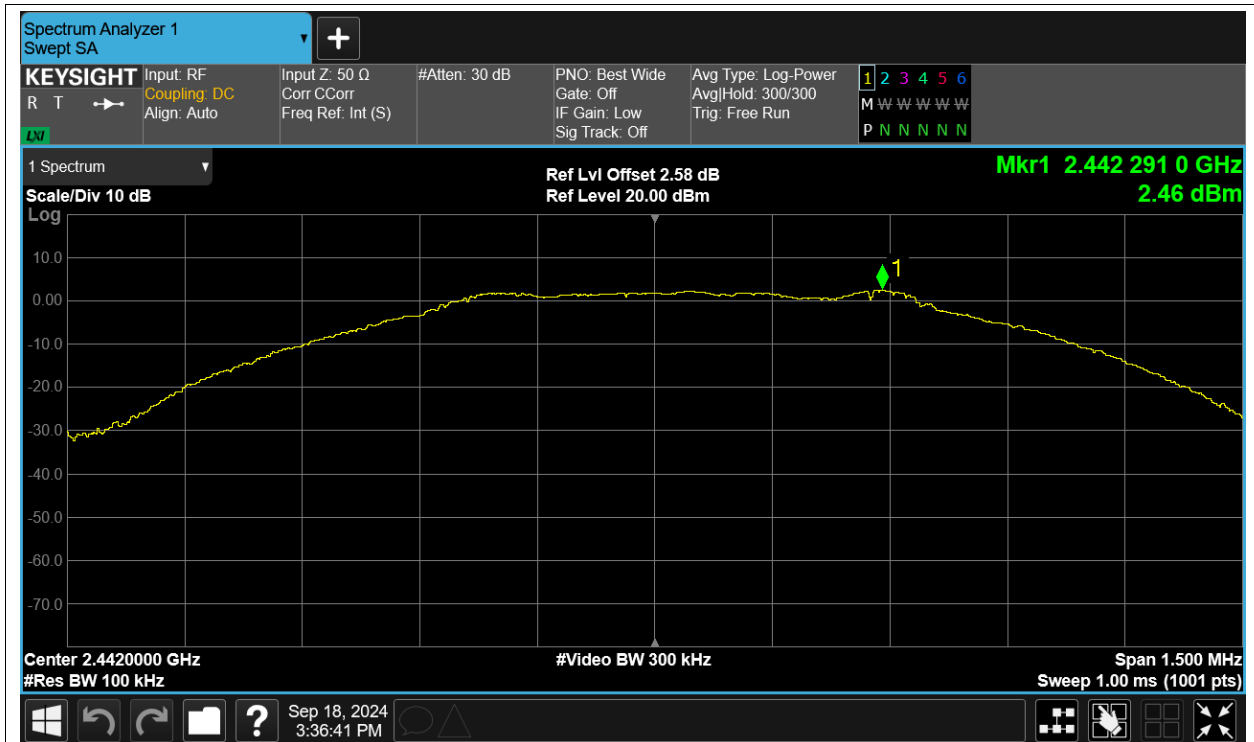 Spectrum Analyzer 1
Swept SA
KEYSIGHT
R T
LXI
Input: RF
Coupling: DC
Align: Auto
Input Z: 50 Ω
Corr CCorr
Freq Ref: Int (S)
#Atten: 30 dB
PNO: Best Wide
Gate: Off
IF Gain: Low
Sig Track: Off
Avg Type: Log-Power
Avg|Hold: 300/300
Trig: Free Run
1 2 3 4 5 6
M W W W W W W
P N N N N N
1 Spectrum
Scale/Div 10 dB
Ref Lvl Offset 2.58 dB
Ref Level 20.00 dBm
Mkr1 2.442 291 0 GHz
2.46 dBm
Log
10.0
0.00
-10.0
-20.0
-30.0
-40.0
-50.0
-60.0
-70.0
1
Center 2.4420000 GHz
#Res BW 100 kHz
#Video BW 300 kHz
Span 1.500 MHz
Sweep 1.00 ms (1001 pts)
?
Sep 18, 2024
3:36:41 PM